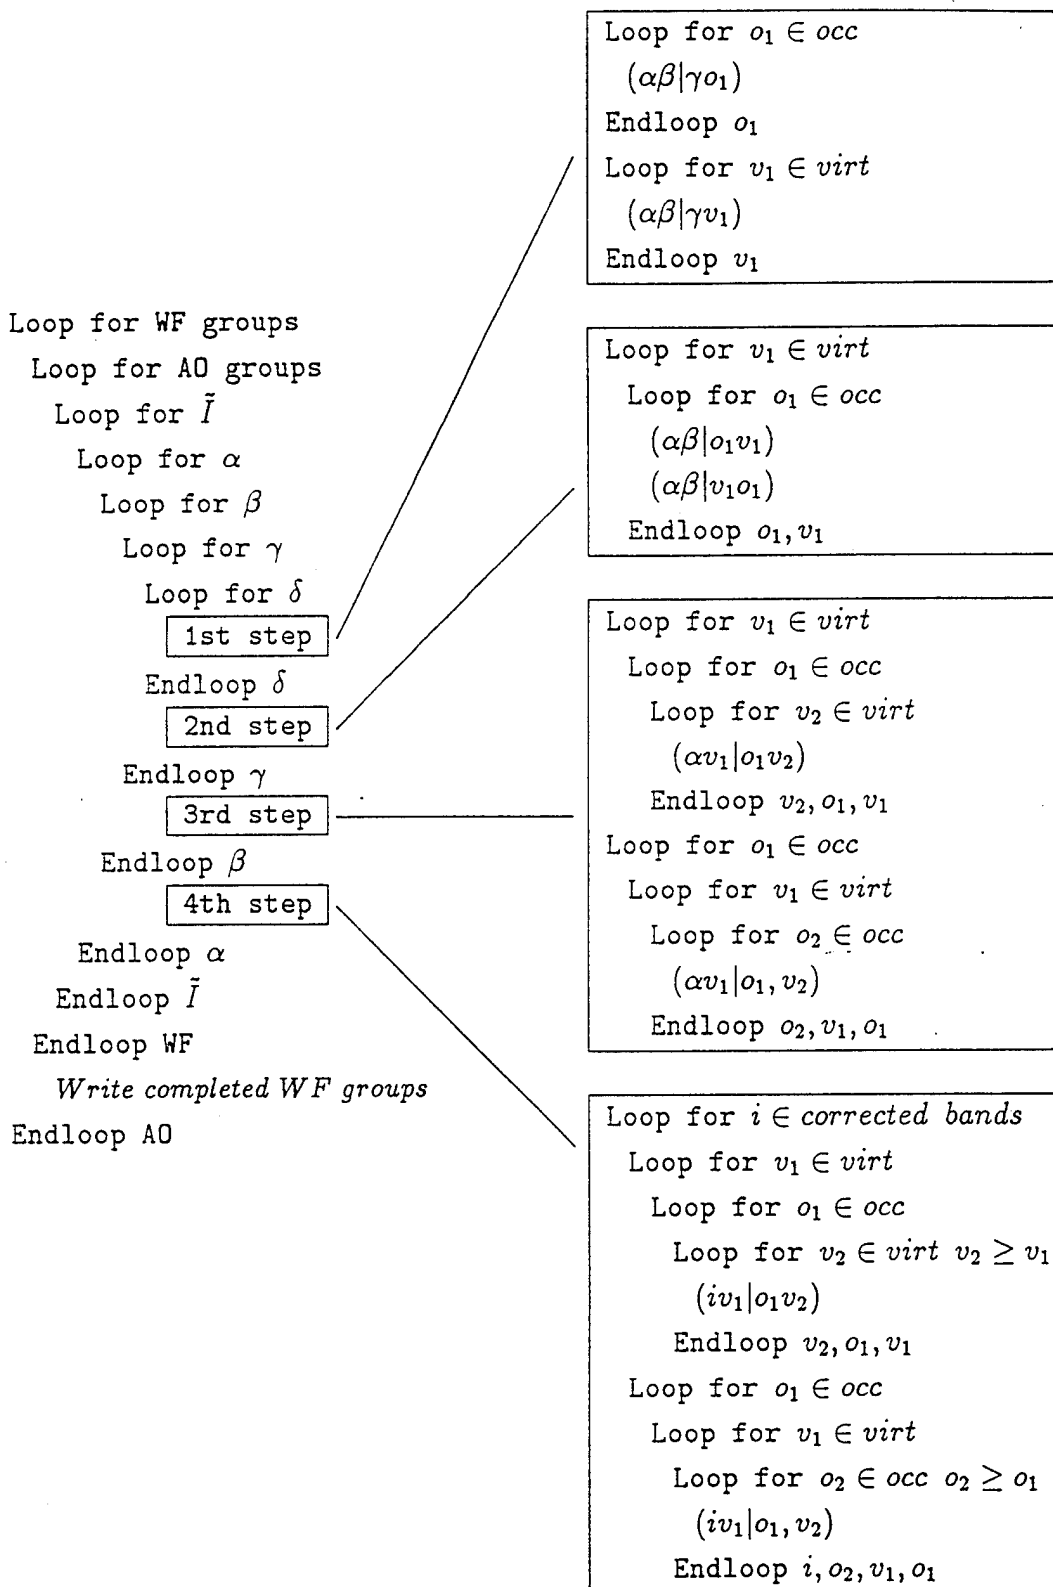 Loop for WF groups
Loop for AO groups
Loop for Ĩ
Loop for α
Loop for β
Loop for γ
Loop for δ
1st step
Endloop δ
2nd step
Endloop γ
3rd step
Endloop β
4th step
Endloop α
Endloop Ĩ
Endloop WF
Write completed WF groups
Endloop AO
Loop for o₁ ∈ occ
(αβ|γo₁)
Endloop o₁
Loop for v₁ ∈ virt
(αβ|γv₁)
Endloop v₁
Loop for v₁ ∈ virt
Loop for o₁ ∈ occ
(αβ|o₁v₁)
(αβ|v₁o₁)
Endloop o₁, v₁
Loop for v₁ ∈ virt
Loop for o₁ ∈ occ
Loop for v₂ ∈ virt
(αv₁|o₁v₂)
Endloop v₂, o₁, v₁
Loop for o₁ ∈ occ
Loop for v₁ ∈ virt
Loop for o₂ ∈ occ
(αv₁|o₁, v₂)
Endloop o₂, v₁, o₁
Loop for i ∈ corrected bands
Loop for v₁ ∈ virt
Loop for o₁ ∈ occ
Loop for v₂ ∈ virt v₂ ≥ v₁
(iv₁|o₁v₂)
Endloop v₂, o₁, v₁
Loop for o₁ ∈ occ
Loop for v₁ ∈ virt
Loop for o₂ ∈ occ o₂ ≥ o₁
(iv₁|o₁, v₂)
Endloop i, o₂, v₁, o₁